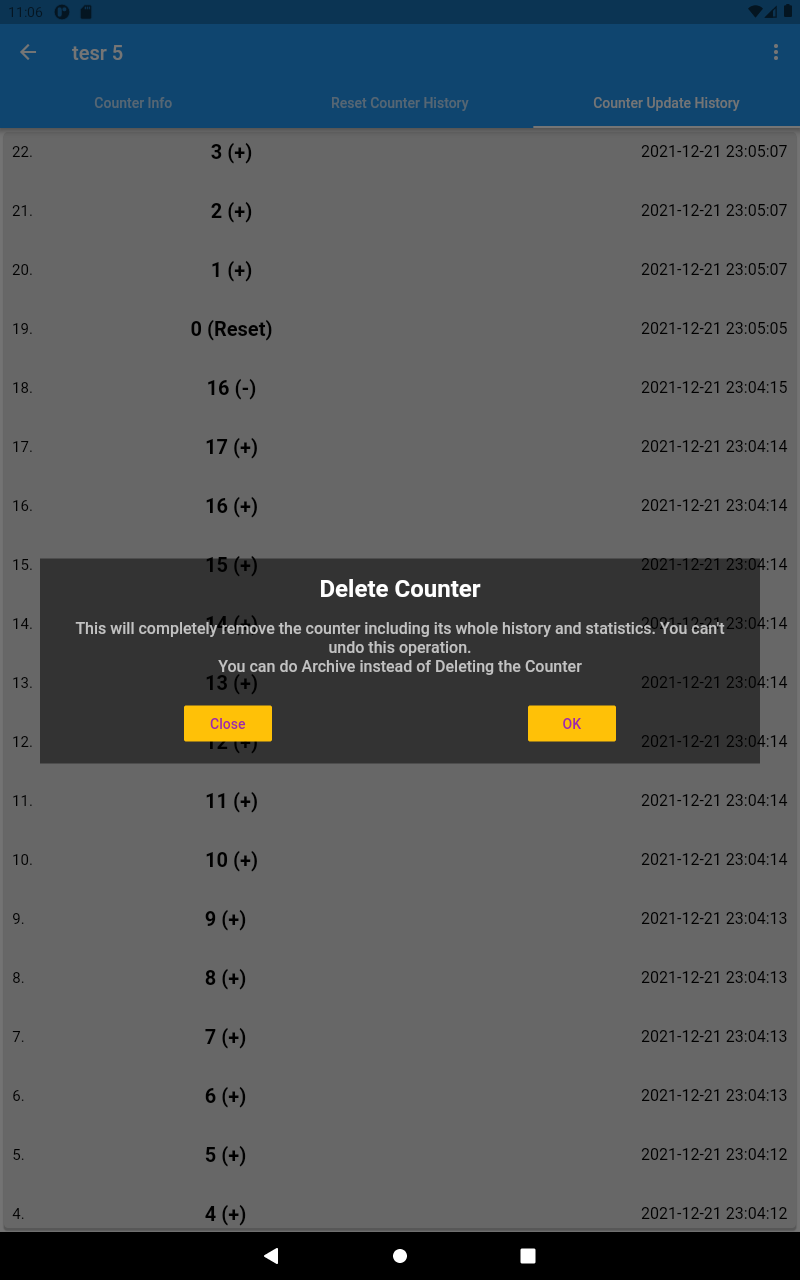 11:06
tesr 5
Counter Info Reset Counter History Counter Update History
22. 3 (+) 2021-12-21 23:05:07
21. 2 (+) 2021-12-21 23:05:07
20. 1 (+) 2021-12-21 23:05:07
19. 0 (Reset) 2021-12-21 23:05:05
18. 16 (-) 2021-12-21 23:04:15
17. 17 (+) 2021-12-21 23:04:14
16. 16 (+) 2021-12-21 23:04:14
15. 15 (+) 2021-12-21 23:04:14
Delete Counter
14. 14 (+) 2021-12-21 23:04:14
This will completely remove the counter including its whole history and statistics. You can't
undo this operation.
You can do Archive instead of Deleting the Counter
13. 13 (+) 2021-12-21 23:04:14
Close OK
12. 12 (+) 2021-12-21 23:04:14
11. 11 (+) 2021-12-21 23:04:14
10. 10 (+) 2021-12-21 23:04:14
9. 9 (+) 2021-12-21 23:04:13
8. 8 (+) 2021-12-21 23:04:13
7. 7 (+) 2021-12-21 23:04:13
6. 6 (+) 2021-12-21 23:04:13
5. 5 (+) 2021-12-21 23:04:12
4. 4 (+) 2021-12-21 23:04:12